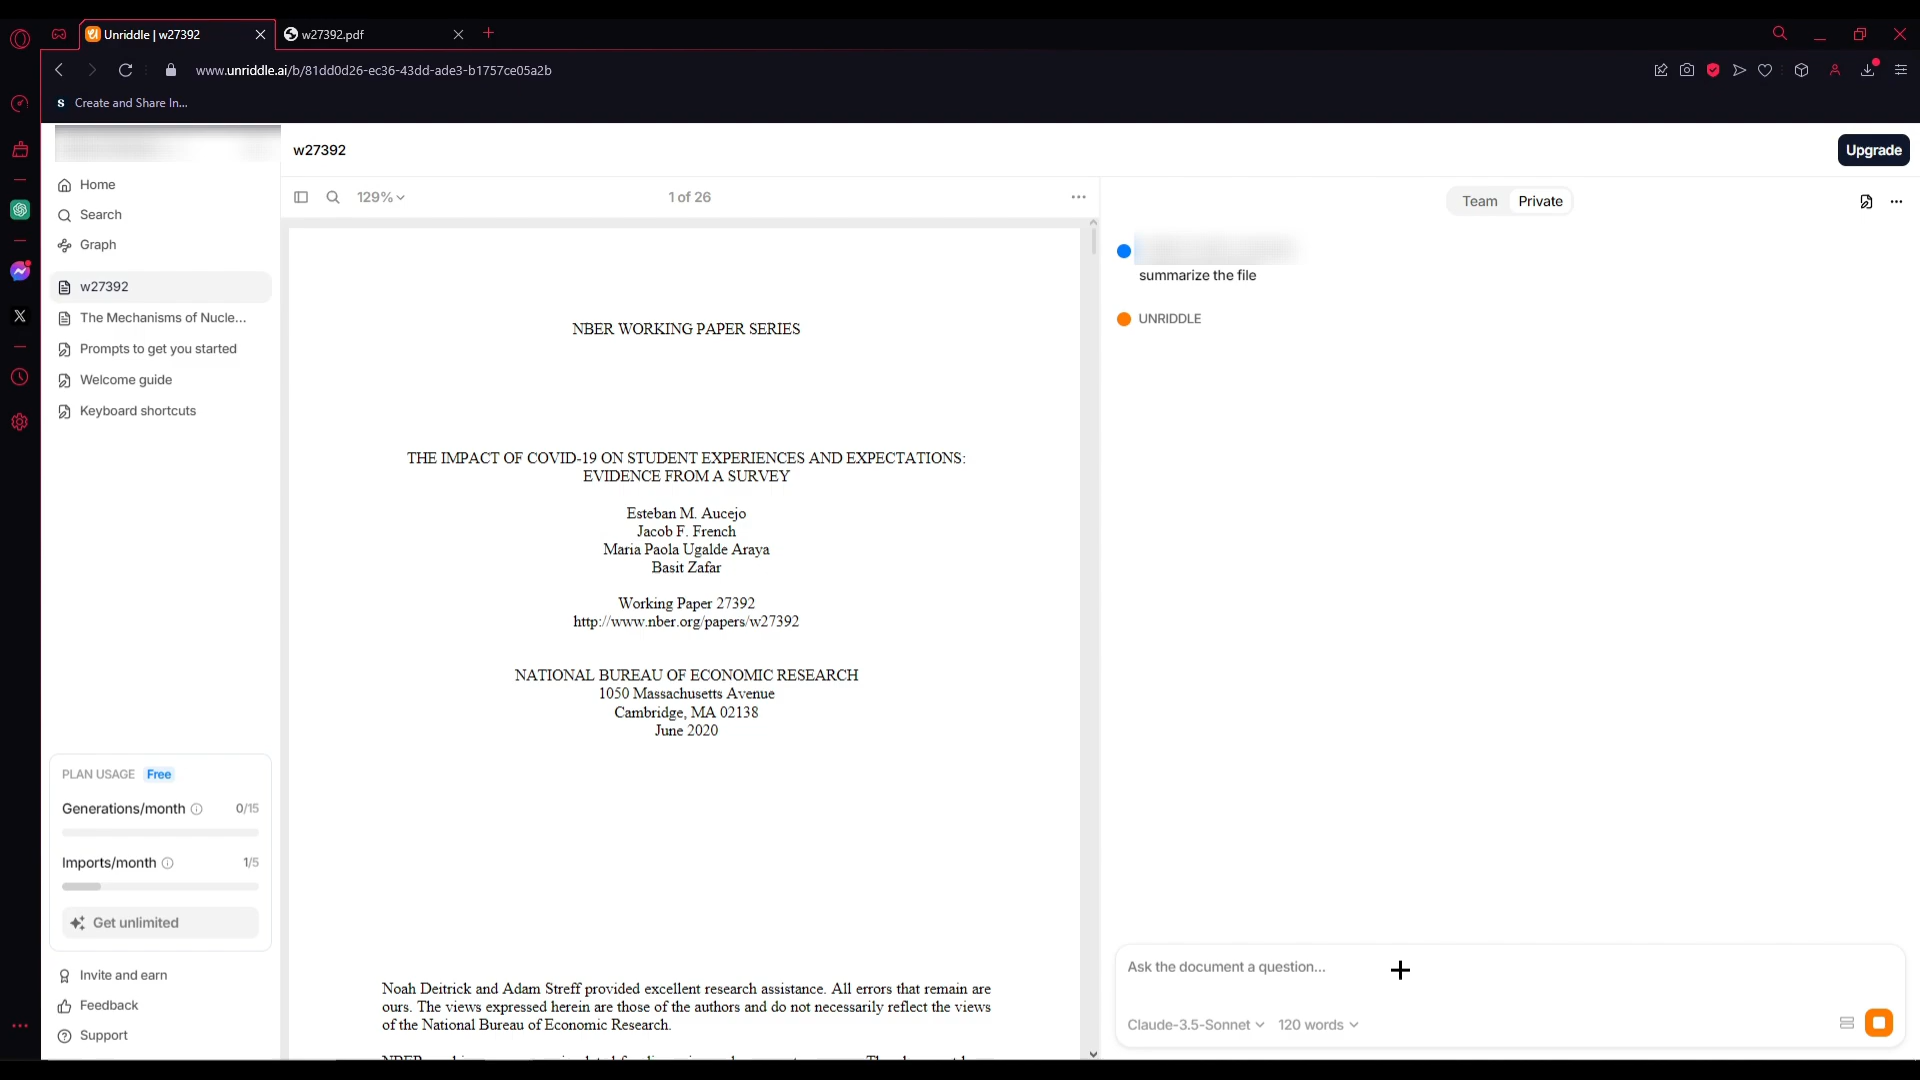 Unriddle | w27392
w27392.pdf
www.unriddle.ai/b/81dd0d26-ec36-43dd-ade3-b1757ce05a2b
S Create and Share In...
w27392
Upgrade
Home
Search
Graph
w27392
The Mechanisms of Nucle...
Prompts to get you started
Welcome guide
Keyboard shortcuts
PLAN USAGE Free
Generations/month 0/15
Imports/month 1/5
Get unlimited
Invite and earn
Feedback
Support
129%
1 of 26
NBER WORKING PAPER SERIES
THE IMPACT OF COVID-19 ON STUDENT EXPERIENCES AND EXPECTATIONS:
EVIDENCE FROM A SURVEY
Esteban M. Aucejo
Jacob F. French
Maria Paola Ugalde Araya
Basit Zafar
Working Paper 27392
http://www.nber.org/papers/w27392
NATIONAL BUREAU OF ECONOMIC RESEARCH
1050 Massachusetts Avenue
Cambridge, MA 02138
June 2020
Noah Deitrick and Adam Streff provided excellent research assistance. All errors that remain are
ours. The views expressed herein are those of the authors and do not necessarily reflect the views
of the National Bureau of Economic Research.
Team Private
summarize the file
UNRIDDLE
Ask the document a question...
Claude-3.5-Sonnet 120 words